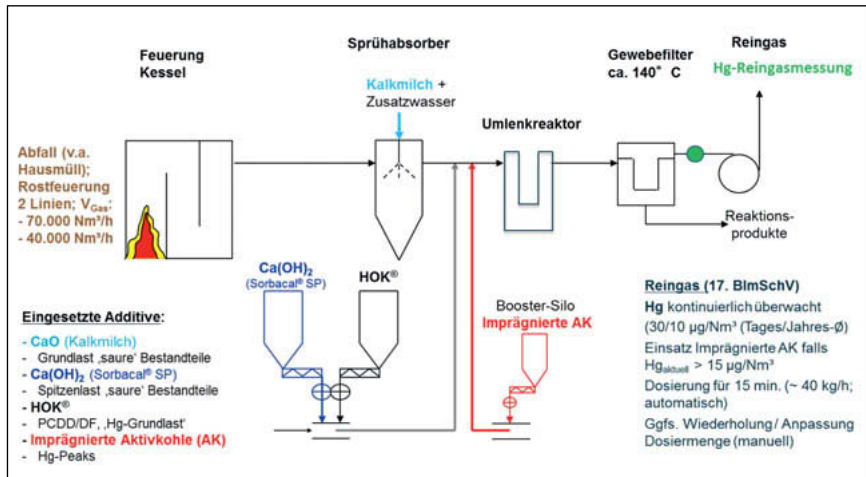 Feuerung
Kessel
Sprühabsorber
Gewebefilter
ca. 140° C
Reingas
Hg-Reingasmessung
Kalkmilch +
Zusatzwasser
Umlenkreaktor
Abfall (v.a.
Hausmüll);
Rostfeuerung
2 Linien; VGas:
- 70.000 Nm³/h
- 40.000 Nm³/h
Reaktions-
produkte
Ca(OH)₂
(Sorbacal® SP)
HOK®
Booster-Silo
Imprägnierte AK
Eingesetzte Additive:
- CaO (Kalkmilch)
- Grundlast ‚saure‘ Bestandteile
- Ca(OH)₂ (Sorbacal® SP)
- Spitzenlast ‚saure‘ Bestandteile
- HOK®
- PCDD/DF, ‚Hg-Grundlast‘
- Imprägnierte Aktivkohle (AK)
- Hg-Peaks
Reingas (17. BImSchV)
Hg kontinuierlich überwacht
(30/10 µg/Nm³ (Tages/Jahres-Ø)
Einsatz Imprägnierte AK falls
Hgaktuell > 15 µg/Nm³
Dosierung für 15 min. (~ 40 kg/h;
automatisch)
Ggfs. Wiederholung / Anpassung
Dosiermenge (manuell)